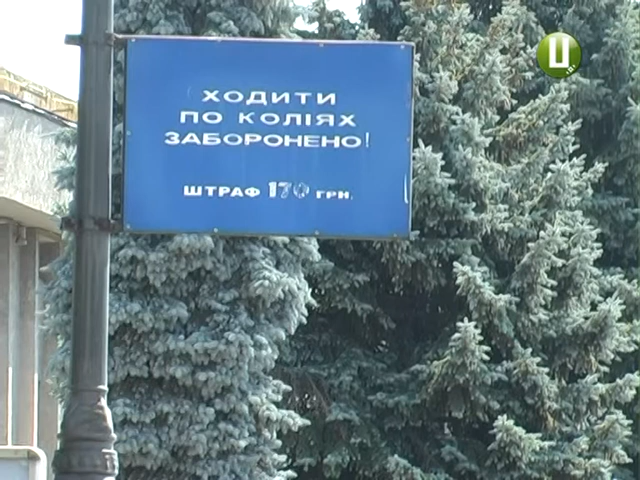 ХОДИТИ
ПО КОЛІЯХ
ЗАБОРОНЕНО!
ШТРАФ 170 ГРН.
Ц